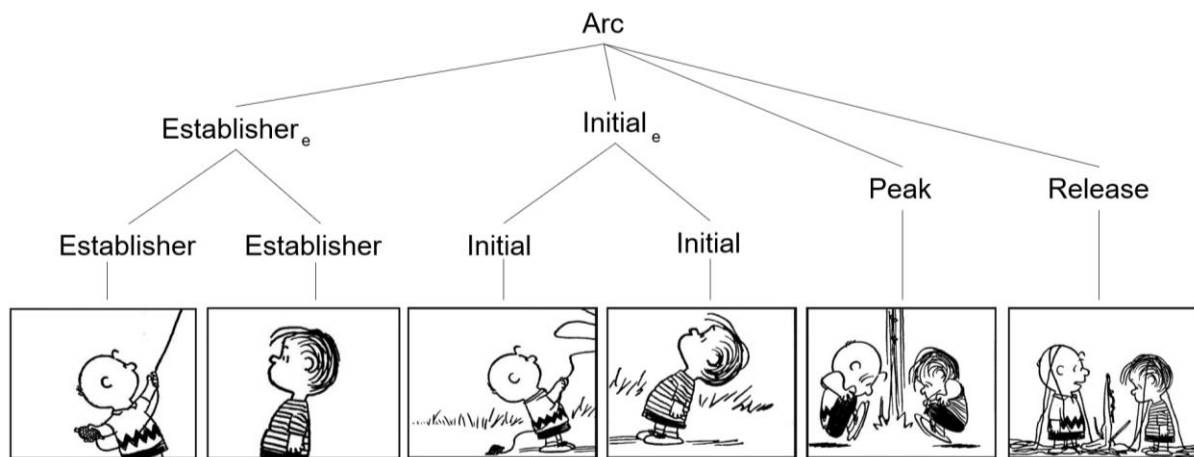 Arc
Establisher e
Initial e
Peak
Release
Establisher
Establisher
Initial
Initial